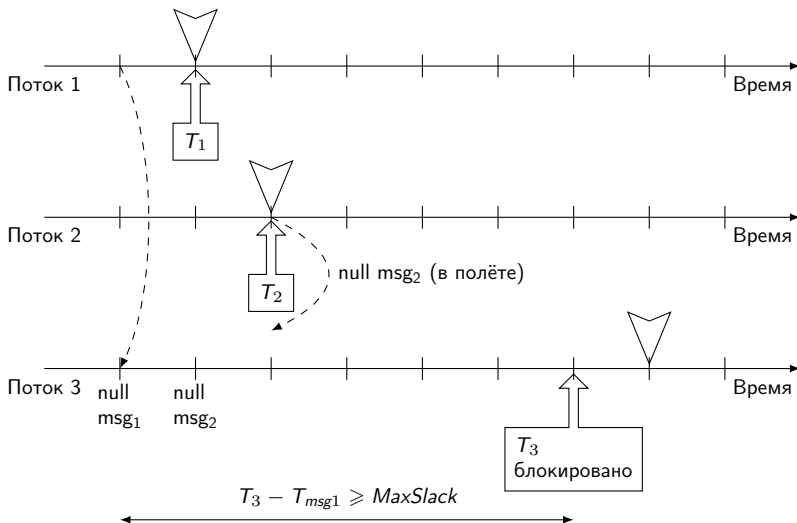 Поток 1
Время
T₁
Поток 2
Время
T₂
null msg₂ (в полёте)
Поток 3
Время
null
msg₁
null
msg₂
T₃
блокировано
T₃ − Tₘₛg₁ ⩾ MaxSlack